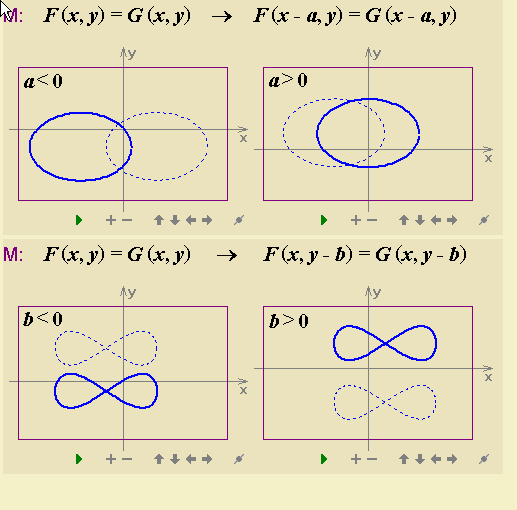 M: F(x, y) = G(x, y) → F(x - a, y) = G(x - a, y)
a < 0
y
x
a > 0
y
x
M: F(x, y) = G(x, y) → F(x, y - b) = G(x, y - b)
b < 0
y
x
b > 0
y
x